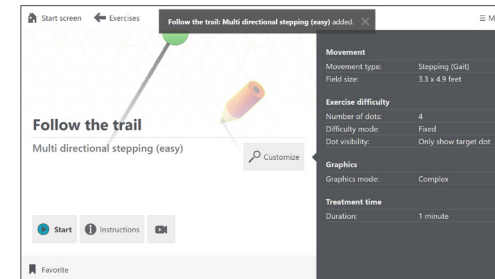 Start screen
Exercises
Follow the trail: Multi directional stepping (easy) added.
Follow the trail
Multi directional stepping (easy)
Customize
Start
Instructions
Favorite
Movement
Movement type: Stepping (Gait)
Field size: 3.3 x 4.9 feet
Exercise difficulty
Number of dots: 4
Difficulty mode: Fixed
Dot visibility: Only show target dot
Graphics
Graphics mode: Complex
Treatment time
Duration: 1 minute